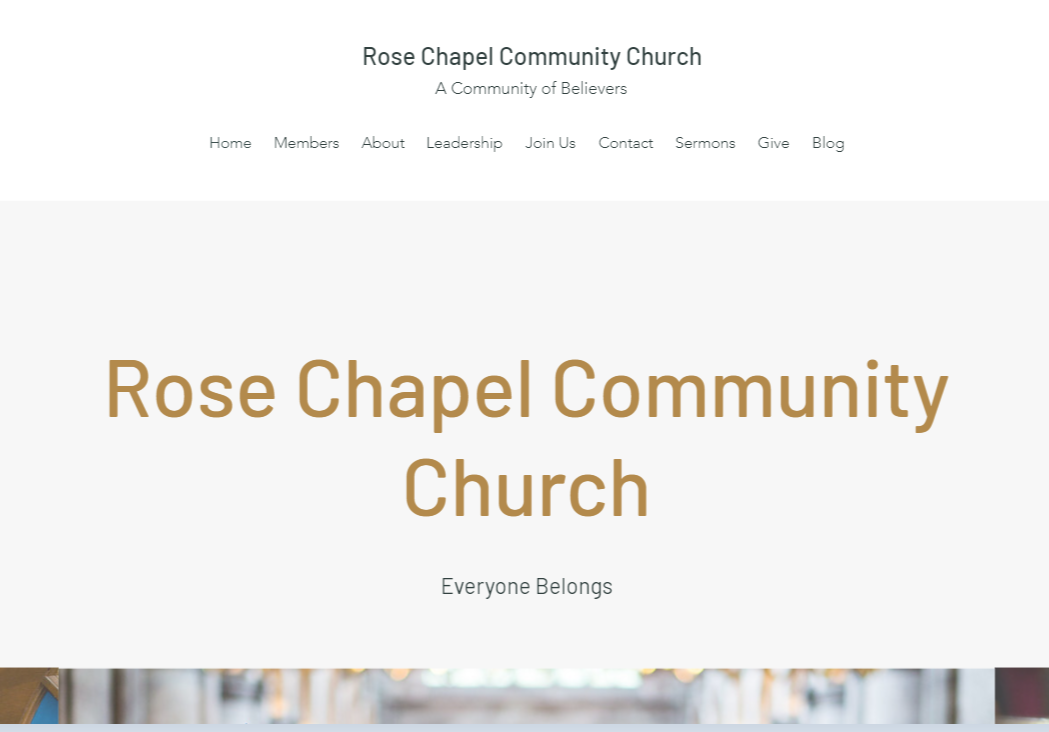 Rose Chapel Community Church
A Community of Believers
Home Members About Leadership Join Us Contact Sermons Give Blog
Rose Chapel Community
Church
Everyone Belongs